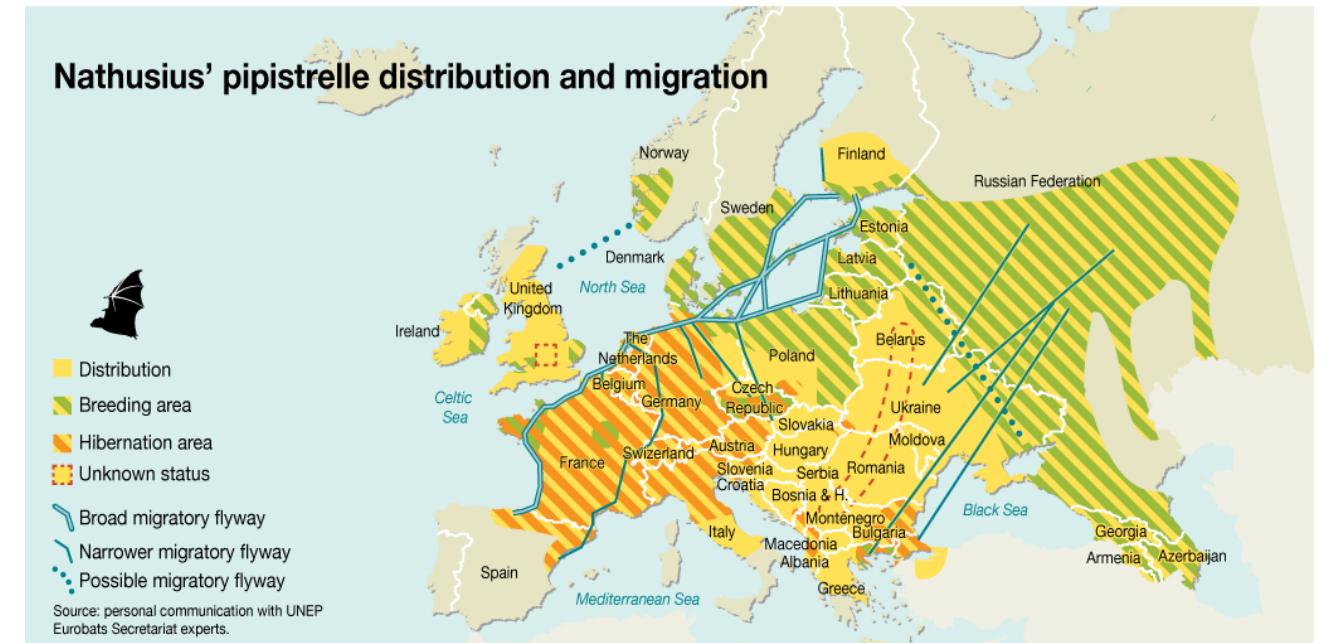 Nathusius’ pipistrelle distribution and migration
Norway
Finland
Russian Federation
Sweden
Estonia
Denmark
Latvia
North Sea
United
Kingdom
Lithuania
Ireland
The
Netherlands
Belarus
Poland
Belgium
Germany
Czech
Republic
Celtic
Sea
Ukraine
Slovakia
Moldova
Austria
Hungary
France
Swizerland
Slovenia
Serbia
Romania
Croatia
Bosnia & H.
Black Sea
Montenegro
Italy
Bulgaria
Georgia
Macedonia
Armenia
Azerbaijan
Albania
Spain
Greece
Mediterranean Sea
Distribution
Breeding area
Hibernation area
Unknown status
Broad migratory flyway
Narrower migratory flyway
Possible migratory flyway
Source: personal communication with UNEP
Eurobats Secretariat experts.